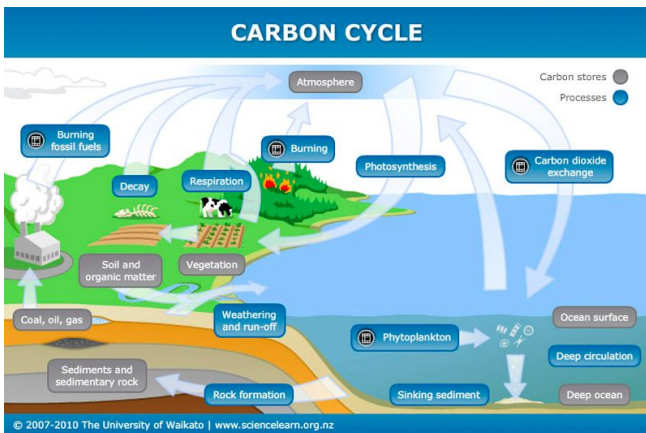 CARBON CYCLE
Atmosphere
Carbon stores
Processes
Burning
fossil fuels
Burning
Photosynthesis
Carbon dioxide
exchange
Decay
Respiration
Soil and
organic matter
Vegetation
Coal, oil, gas
Weathering
and run-off
Ocean surface
Phytoplankton
Deep circulation
Sediments and
sedimentary rock
Rock formation
Sinking sediment
Deep ocean
© 2007-2010 The University of Waikato | www.sciencelearn.org.nz